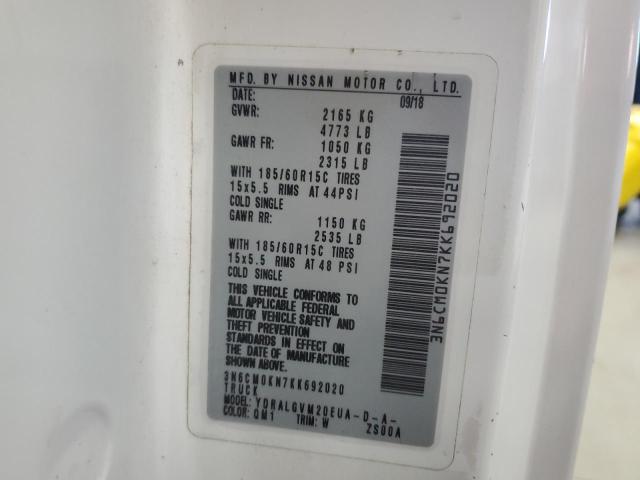 MFD. BY NISSAN MOTOR CO., LTD.
DATE: 09/18
GVWR: 2165 KG
4773 LB
GAWR FR: 1050 KG
2315 LB
WITH 185/60R15C TIRES
15x5.5 RIMS AT 44PSI
COLD SINGLE
GAWR RR: 1150 KG
2535 LB
WITH 185/60R15C TIRES
15x5.5 RIMS AT 48 PSI
COLD SINGLE
THIS VEHICLE CONFORMS TO
ALL APPLICABLE FEDERAL
MOTOR VEHICLE SAFETY AND
THEFT PREVENTION
STANDARDS IN EFFECT ON
THE DATE OF MANUFACTURE
SHOWN ABOVE.
3N6CM0KN7KK692020
TRUCK
MODEL: YDRALGVM20EUA-D-A-
COLOR: QM1 TRIM: W ZS00A
3N6CM0KN7KK692020